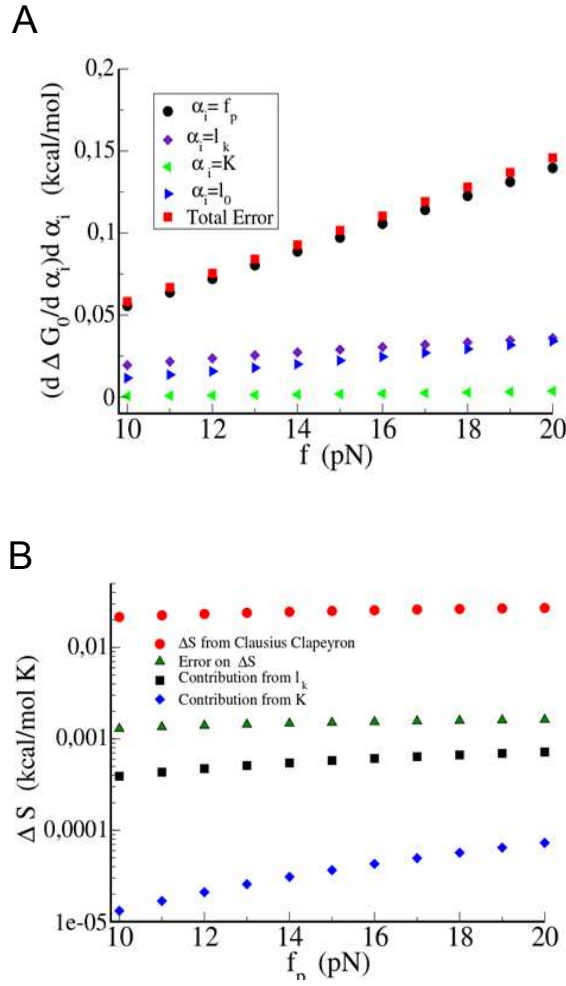 A
(d Δ G0/d αi)d αi (kcal/mol)
0,2
0,15
0,1
0,05
0
αi= fp
αi=lk
αi=K
αi=l0
Total Error
10 12 14 16 18 20
f (pN)
B
Δ S (kcal/mol K)
0,01
0,001
0,0001
1e-05
ΔS from Clausius Clapeyron
Error on ΔS
Contribution from lk
Contribution from K
10 12 14 16 18 20
fp (pN)